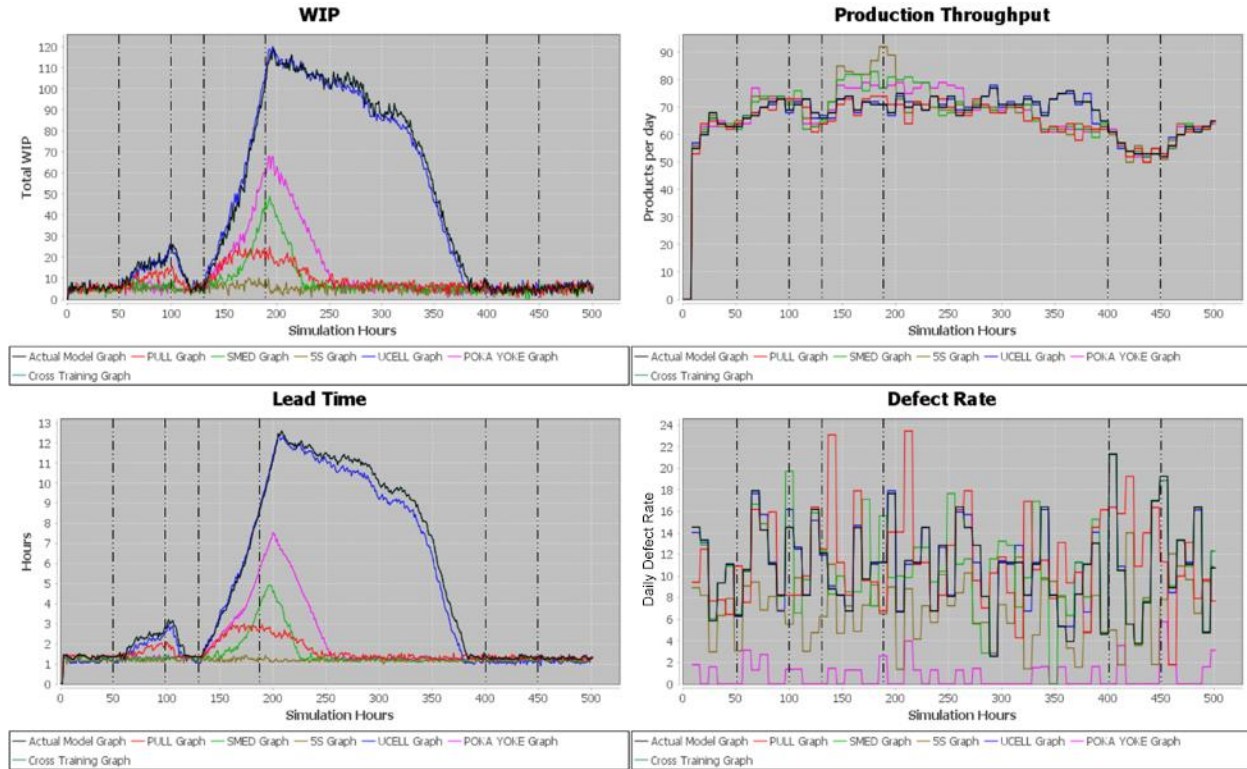 WIP
Total WIP
120
110
100
90
80
70
60
50
40
30
20
10
0
0 50 100 150 200 250 300 350 400 450 500
Simulation Hours
Actual Model Graph PULL Graph SMED Graph 5S Graph UCELL Graph POKA YOKE Graph
Cross Training Graph
Production Throughput
Products per day
90
80
70
60
50
40
30
20
10
0
0 50 100 150 200 250 300 350 400 450 500
Simulation Hours
Actual Model Graph PULL Graph SMED Graph 5S Graph UCELL Graph POKA YOKE Graph
Cross Training Graph
Lead Time
Hours
13
12
11
10
9
8
7
6
5
4
3
2
1
0
0 50 100 150 200 250 300 350 400 450 500
Simulation Hours
Actual Model Graph PULL Graph SMED Graph 5S Graph UCELL Graph POKA YOKE Graph
Cross Training Graph
Defect Rate
Daily Defect Rate
24
22
20
18
16
14
12
10
8
6
4
2
0
0 50 100 150 200 250 300 350 400 450 500
Simulation Hours
Actual Model Graph PULL Graph SMED Graph 5S Graph UCELL Graph POKA YOKE Graph
Cross Training Graph